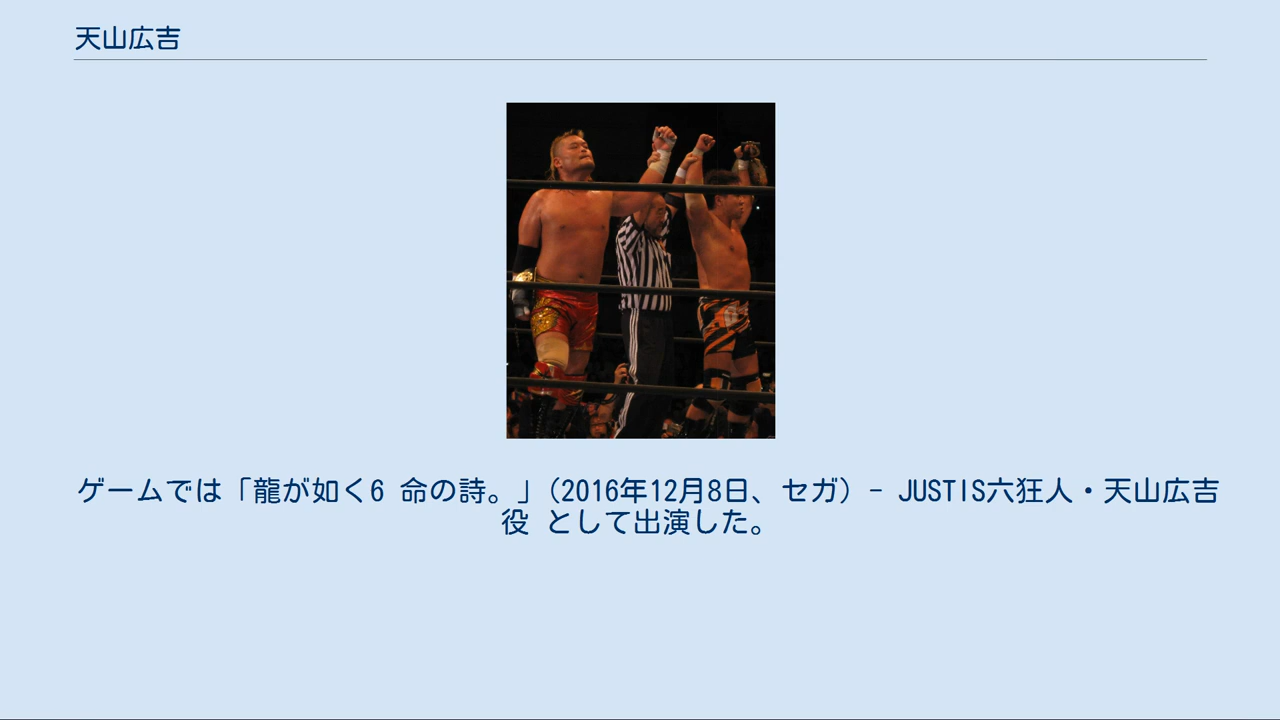 天山広吉
ゲームでは「龍が如く6 命の詩。」（2016年12月8日、セガ）- JUSTIS六狂人・天山広吉
役 として出演した。